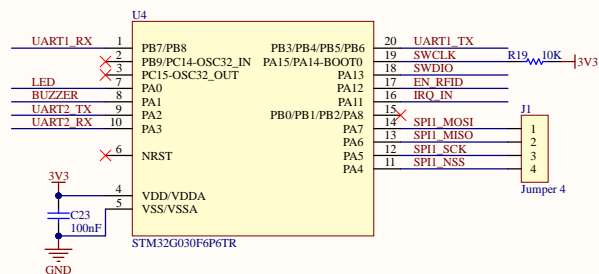 U4
UART1_RX 1 PB7/PB8 PB3/PB4/PB5/PB6 20 UART1_TX
2 PB9/PC14-OSC32_IN PA15/PA14-BOOT0 19 SWCLK R19 10K 3V3
3 PC15-OSC32_OUT PA13 18 SWDIO
LED 7 PA0 PA12 17 EN_RFID
BUZZER 8 PA1 PA11 16 IRQ_IN
UART2_TX 9 PA2 PB0/PB1/PB2/PA8 15 J1
UART2_RX 10 PA3 PA7 14 SPI1_MOSI 1
PA6 13 SPI1_MISO 2
6 NRST PA5 12 SPI1_SCK 3
PA4 11 SPI1_NSS 4
3V3 Jumper 4
4 VDD/VDDA
5 VSS/VSSA
C23
100nF
STM32G030F6P6TR
GND